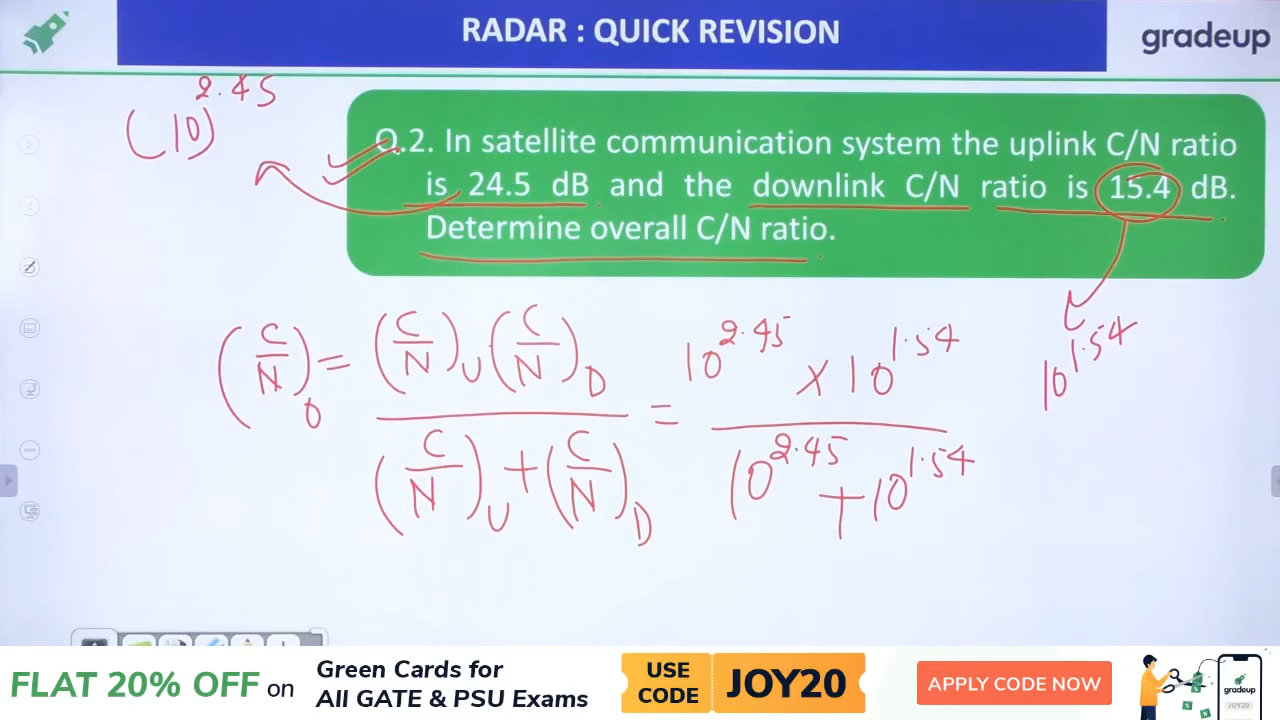 RADAR : QUICK REVISION
gradeup
(10)^2.45
Q.2. In satellite communication system the uplink C/N ratio
is 24.5 dB and the downlink C/N ratio is 15.4 dB.
Determine overall C/N ratio.
(C/N)_O = (C/N)_U (C/N)_D / (C/N)_U + (C/N)_D = 10^2.45 × 10^1.54 / 10^2.45 + 10^1.54
10^1.54
FLAT 20% OFF on
Green Cards for
All GATE & PSU Exams
USE
CODE
JOY20
APPLY CODE NOW
gradeup
JOY20